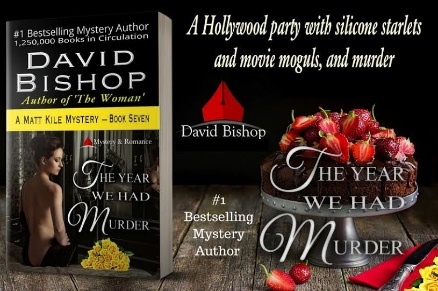 #1 Bestselling Mystery Author
1,250,000 Books in Circulation
DAVID
BISHOP
Author of 'The Woman'
A MATT KILE MYSTERY – BOOK SEVEN
Mystery & Romance
THE YEAR
WE HAD
MURDER
A Hollywood party with silicone starlets
and movie moguls, and murder
David Bishop
#1
Bestselling
Mystery
Author
THE YEAR
WE HAD
MURDER